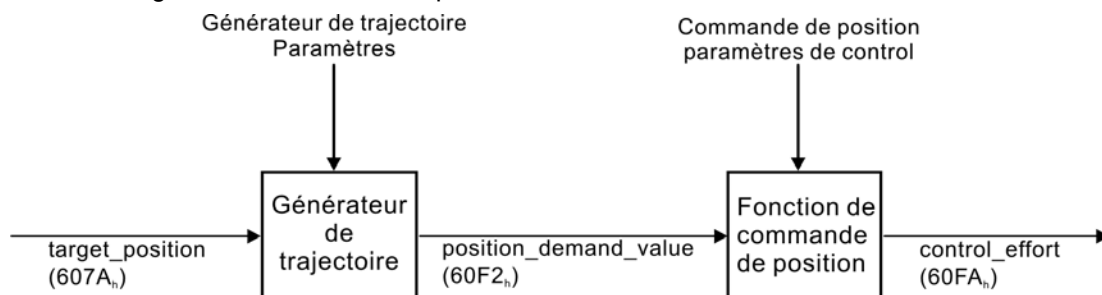 Générateur de trajectoire
Paramètres
Commande de position
paramètres de control
Générateur
de
trajectoire
Fonction de
commande
de position
target_position
(607Aₕ)
position_demand_value
(60F2ₕ)
control_effort
(60FAₕ)